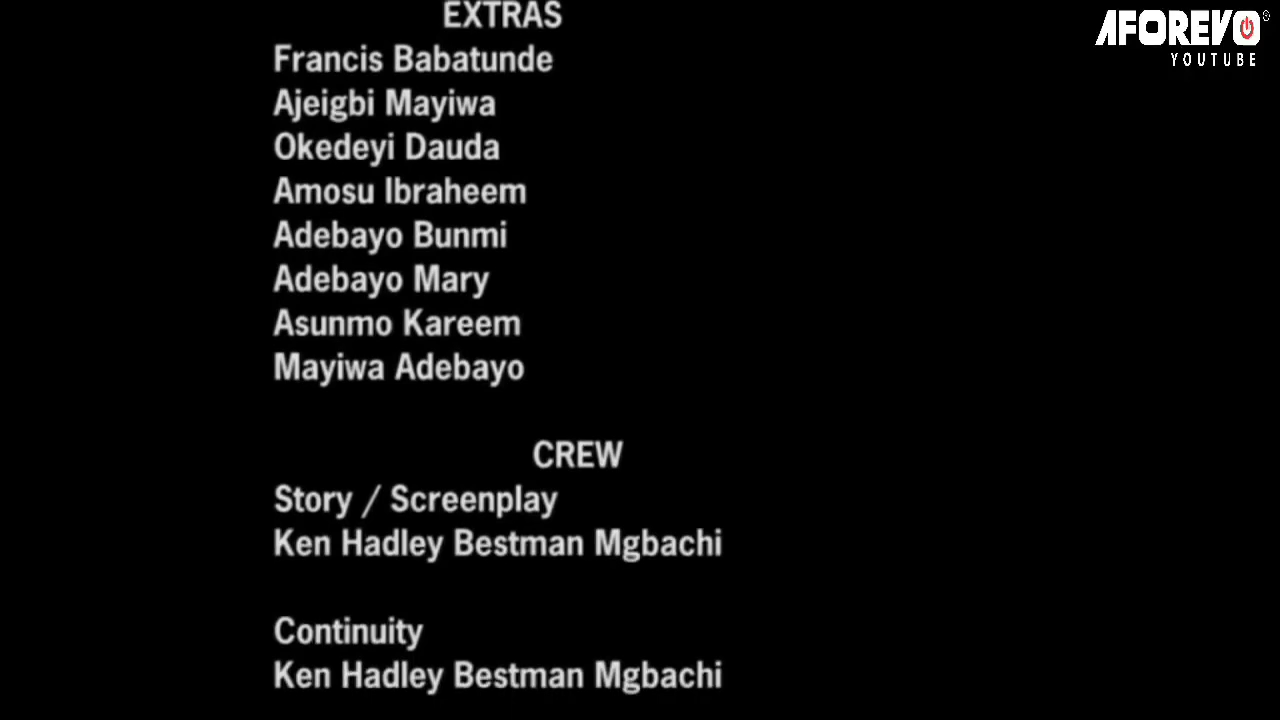 EXTRAS
Francis Babatunde
Ajeigbi Mayiwa
Okedeyi Dauda
Amosu Ibraheem
Adebayo Bunmi
Adebayo Mary
Asunmo Kareem
Mayiwa Adebayo
CREW
Story / Screenplay
Ken Hadley Bestman Mgbachi
Continuity
Ken Hadley Bestman Mgbachi
AFOREVO®
YOUTUBE